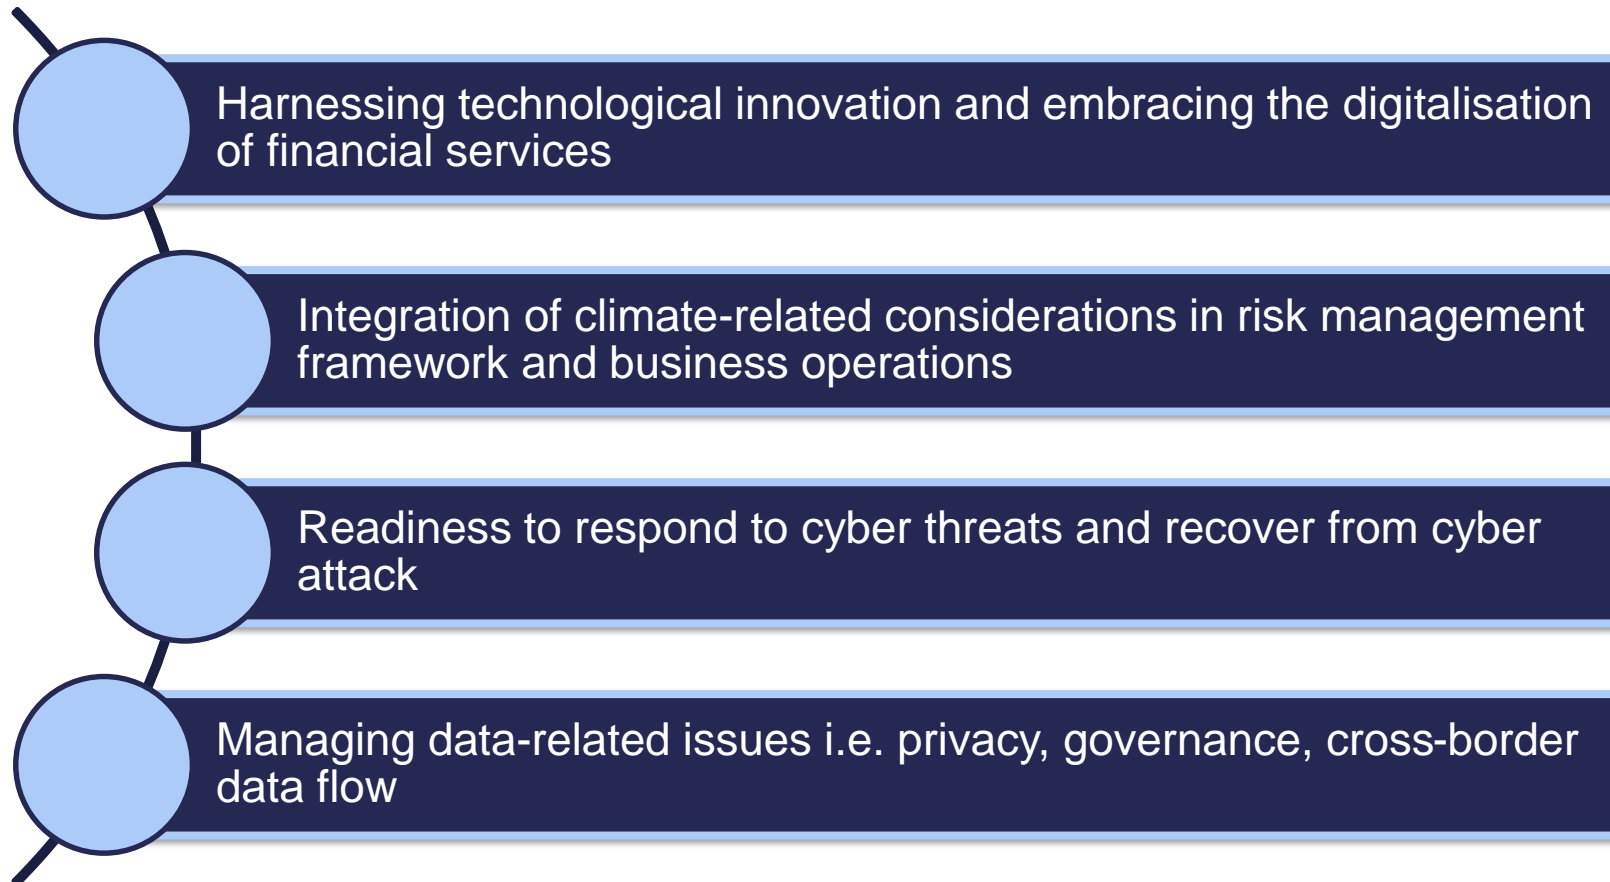 Harnessing technological innovation and embracing the digitalisation
of financial services
Integration of climate-related considerations in risk management
framework and business operations
Readiness to respond to cyber threats and recover from cyber
attack
Managing data-related issues i.e. privacy, governance, cross-border
data flow